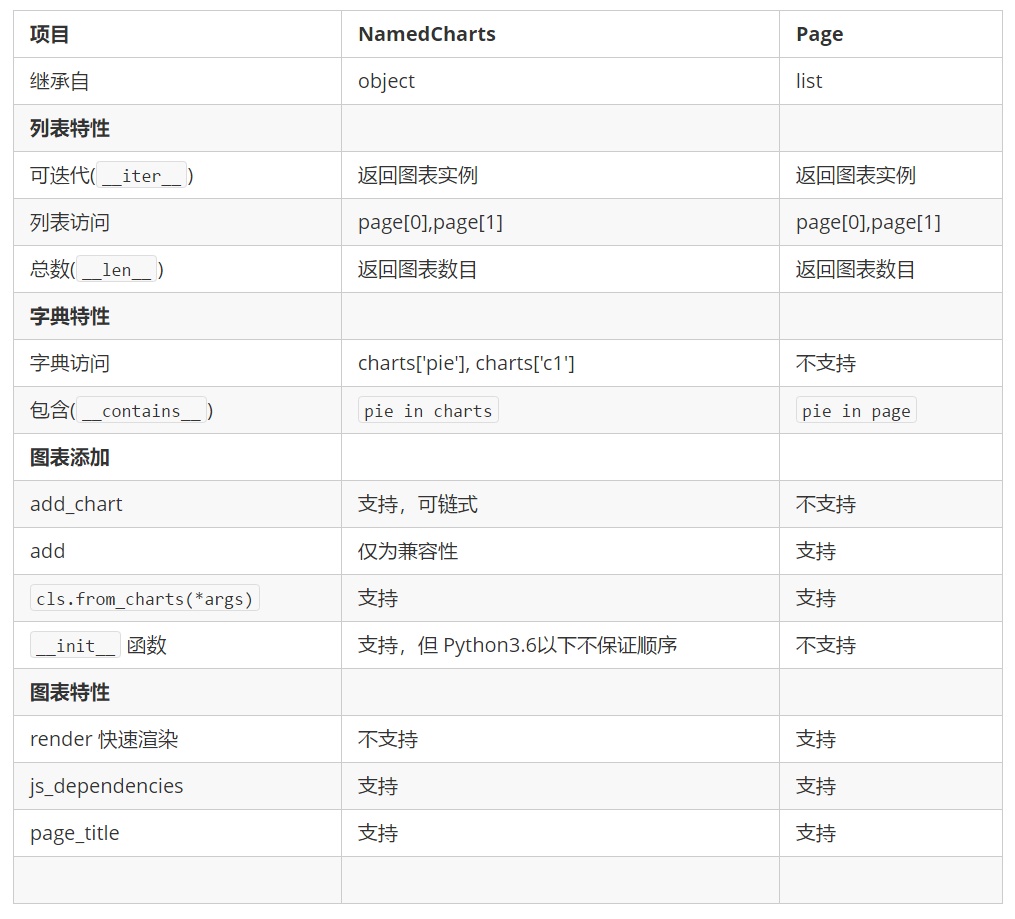 项目 NamedCharts Page
继承自 object list
列表特性
可迭代(__iter__) 返回图表实例 返回图表实例
列表访问 page[0],page[1] page[0],page[1]
总数(__len__) 返回图表数目 返回图表数目
字典特性
字典访问 charts['pie'], charts['c1'] 不支持
包含(__contains__) pie in charts pie in page
图表添加
add_chart 支持，可链式 不支持
add 仅为兼容性 支持
cls.from_charts(*args) 支持 支持
__init__ 函数 支持，但 Python3.6以下不保证顺序 不支持
图表特性
render 快速渲染 不支持 支持
js_dependencies 支持 支持
page_title 支持 支持